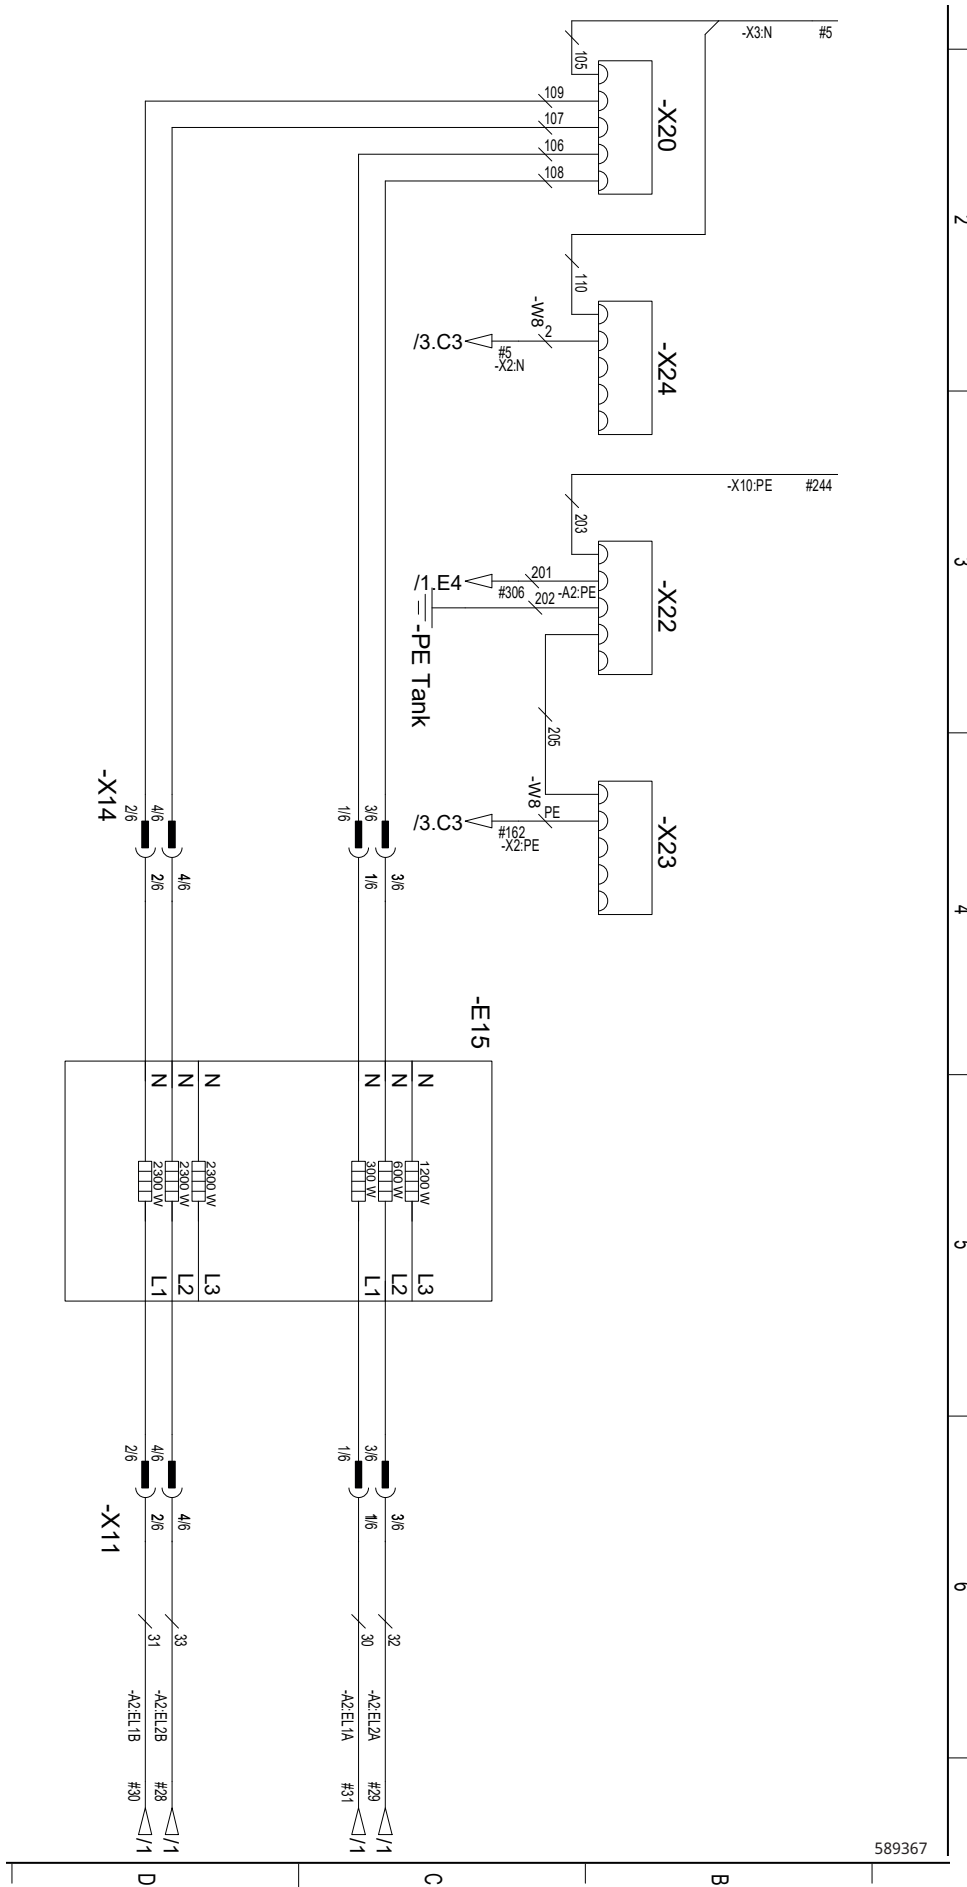 -X3:N #5
105
109
107
106
108
-X20
2
110
-W8
2
/3.C3
#5
-X2:N
-X24
-X10:PE #244
203
3
201
/1.E4
#306
-A2:PE
202
-PE Tank
-X22
205
-W8
PE
/3.C3
#162
-X2:PE
-X23
-X14
2/6
4/6
1/6
3/6
2/6
4/6
1/6
3/6
4
-E15
N
N
N
N
N
N
2300 W
2300 W
2300 W
300 W
600 W
1200 W
5
L1
L2
L3
L1
L2
L3
2/6
4/6
1/6
3/6
-X11
2/6
4/6
1/6
3/6
6
31
33
30
32
-A2:EL1B
-A2:EL2B
-A2:EL1A
-A2:EL2A
#30
#28
#31
#29
/1
/1
/1
/1
589367
D
C
B